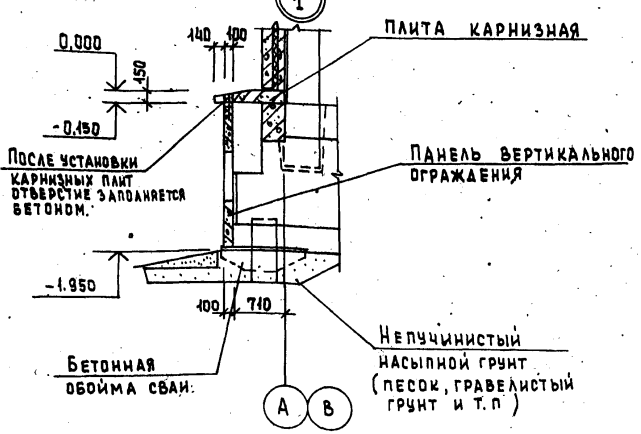 1
140 100
ПЛИТА КАРНИЗНАЯ
0.000
150
-0.150
ПОСЛЕ УСТАНОВКИ
КАРНИЗНЫХ ПЛИТ
ОТВЕРСТИЕ ЗАПОЛНЯЕТСЯ
БЕТОНОМ.
ПАНЕЛЬ ВЕРТИКАЛЬНОГО
ОГРАЖДЕНИЯ
-1.950
100 710
БЕТОННАЯ
ОБОЙМА СВАИ.
НЕПУЧИНИСТЫЙ
НАСЫПНОЙ ГРУНТ
(ПЕСОК, ГРАВЕЛИСТЫЙ
ГРУНТ И Т.П)
А В